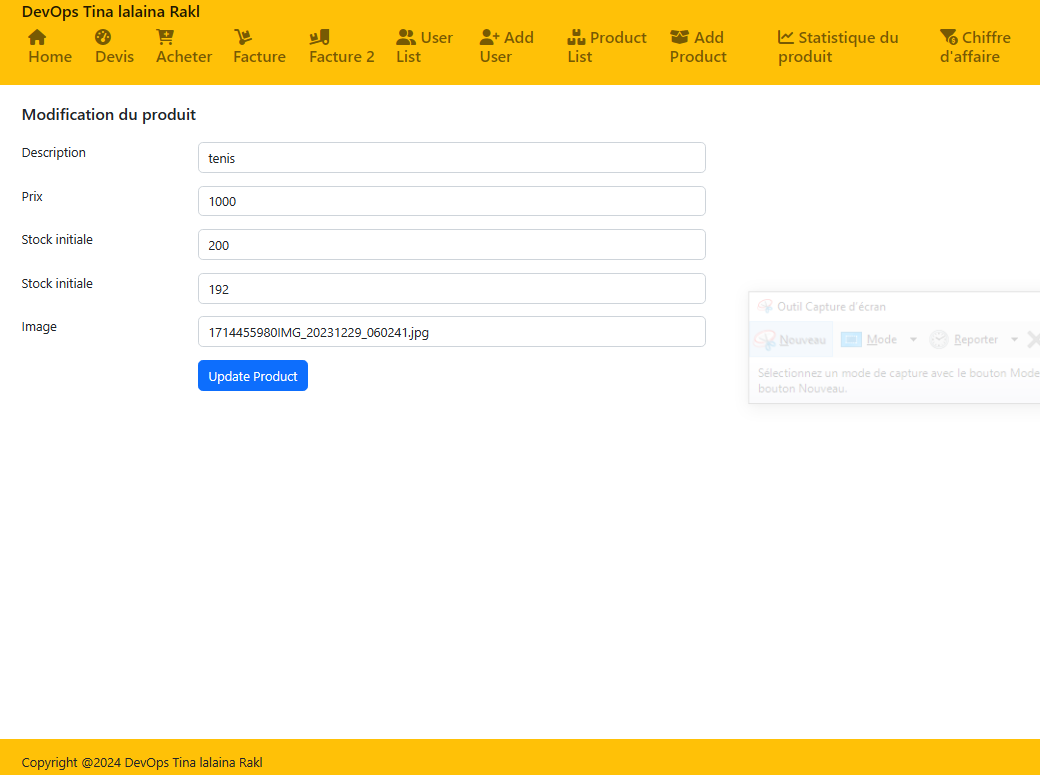 DevOps Tina lalaina Rakl
Home
Devis
Acheter
Facture
Facture 2
User
List
Add
User
Product
List
Add
Product
Statistique du
produit
Chiffre
d'affaire
Modification du produit
Description
tenis
Prix
1000
Stock initiale
200
Stock initiale
192
Image
1714455980IMG_20231229_060241.jpg
Update Product
Outil Capture d'écran
Nouveau
Mode
Reporter
Sélectionnez un mode de capture avec le bouton Mode
bouton Nouveau.
Copyright @2024 DevOps Tina lalaina Rakl